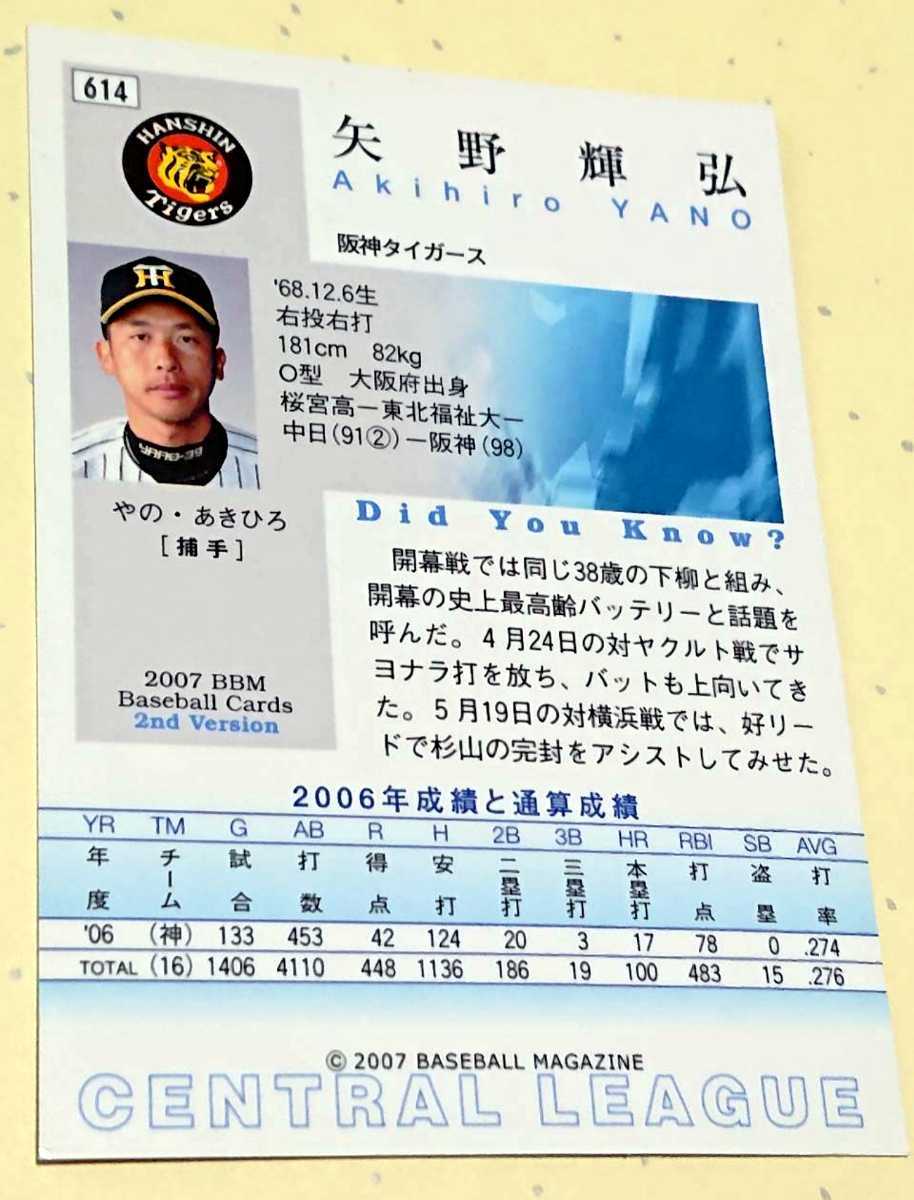 614
HANSHIN
Tigers
矢野輝弘
Akihiro YANO
阪神タイガース
'68.12.6生
右投右打
181cm 82kg
O型 大阪府出身
桜宮高ー東北福祉大ー
中日(91②)ー阪神(98)
YANO-39
やの・あきひろ
[捕手]
2007 BBM
Baseball Cards
2nd Version
Did You Know?
開幕戦では同じ38歳の下柳と組み、
開幕の史上最高齢バッテリーと話題を
呼んだ。4月24日の対ヤクルト戦でサ
ヨナラ打を放ち、バットも上向いてき
た。5月19日の対横浜戦では、好リー
ドで杉山の完封をアシストしてみせた。
2006年成績と通算成績
YR TM G AB R H 2B 3B HR RBI SB AVG
年度 チーム 試合 打数 得点 安打 二塁打 三塁打 本塁打 打点 盗塁 打率
'06 (神) 133 453 42 124 20 3 17 78 0 .274
TOTAL (16) 1406 4110 448 1136 186 19 100 483 15 .276
© 2007 BASEBALL MAGAZINE
CENTRAL LEAGUE